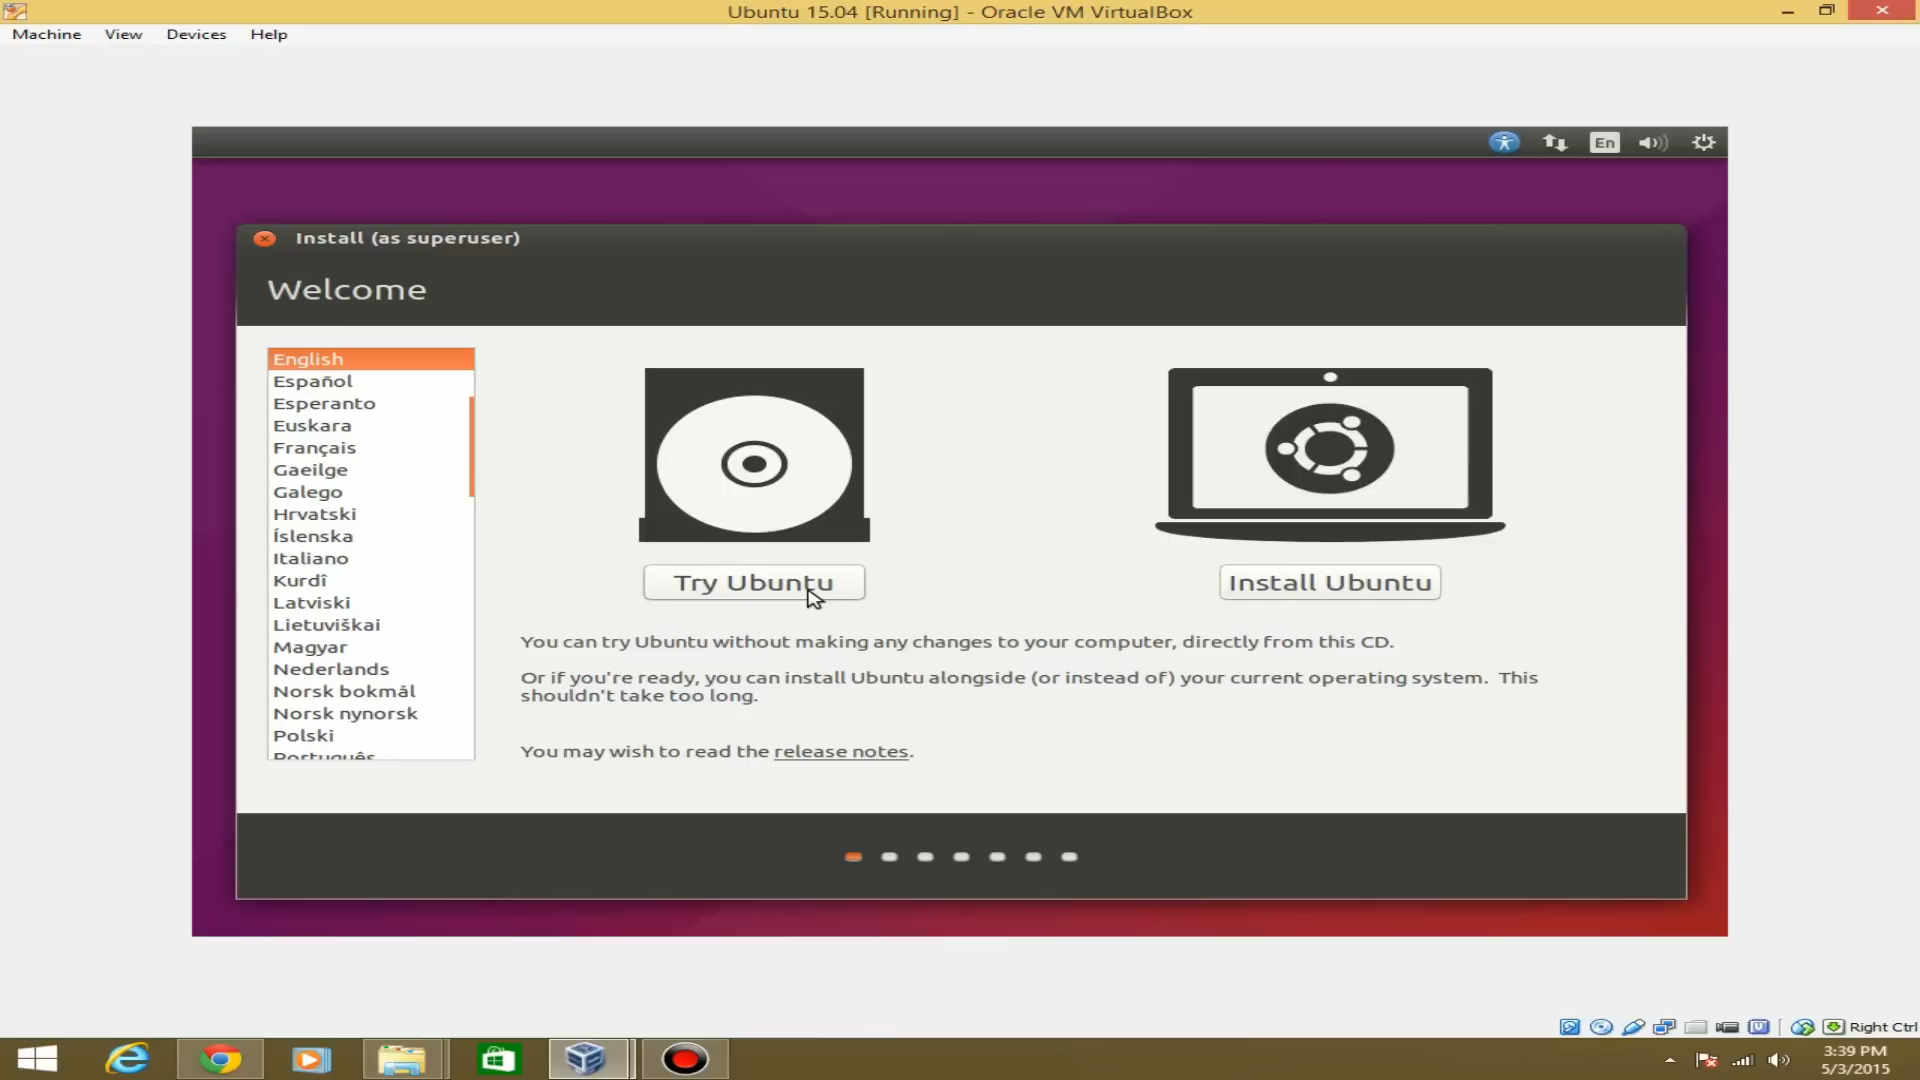 Ubuntu 15.04 [Running] - Oracle VM VirtualBox
Machine View Devices Help
En
Install (as superuser)
Welcome
English
Español
Esperanto
Euskara
Français
Gaeilge
Galego
Hrvatski
Íslenska
Italiano
Kurdî
Latviski
Lietuviškai
Magyar
Nederlands
Norsk bokmål
Norsk nynorsk
Polski
Português
Try Ubuntu
Install Ubuntu
You can try Ubuntu without making any changes to your computer, directly from this CD.
Or if you're ready, you can install Ubuntu alongside (or instead of) your current operating system. This
shouldn't take too long.
You may wish to read the release notes.
Right Ctrl
3:39 PM
5/3/2015